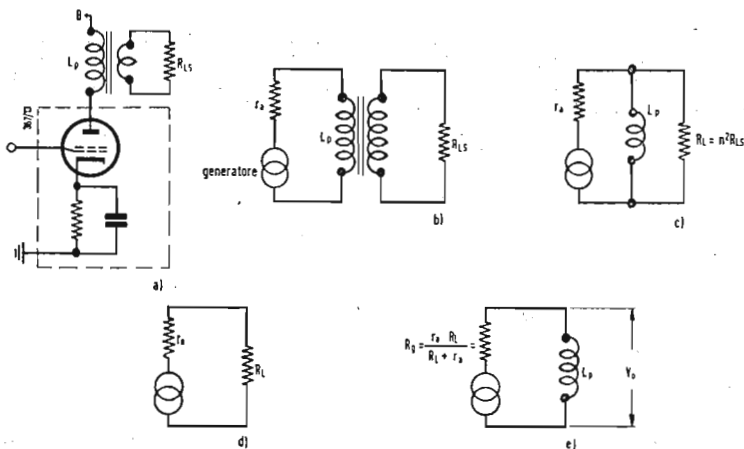 B
Lp
RLS
a)
ra
generatore
Lp
RLS
b)
ra
Lp
RL = n²RLS
c)
ra
RL
d)
Rg = ra RL / RL + ra =
Lp
Vo
e)